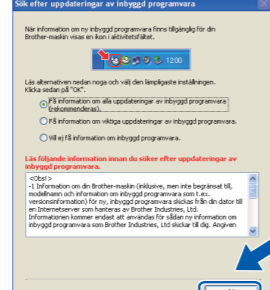 Sök efter uppdateringar av inbyggd programvara
När information om ny inbyggd programvara finns tillgänglig för din
Brother-maskin visas en ikon i aktivitetsfältet.
12:00
Läs alternativen nedan noga och välj den lämpligaste inställningen.
Klicka sedan på "OK".
Få information om alla uppdateringar av inbyggd programvara
(rekommenderas).
Få information om viktiga uppdateringar av inbyggd programvara.
Vill ej få information om inbyggd programvara.
Läs följande information innan du söker efter uppdateringar av
inbyggd programvara.
<Obs!>
-1 Information om din Brother-maskin (inklusive, men inte begränsat till,
modellnamn och information om inbyggd programvara som t.ex.
versionsinformation) för ny, inbyggd programvara skickas från din dator till
en Internetserver som hanteras av Brother Industries, Ltd.
Informationen kommer endast att användas för sådan ny information om
inbyggd programvara som Brother Industries, Ltd skickar till dig. Angiven